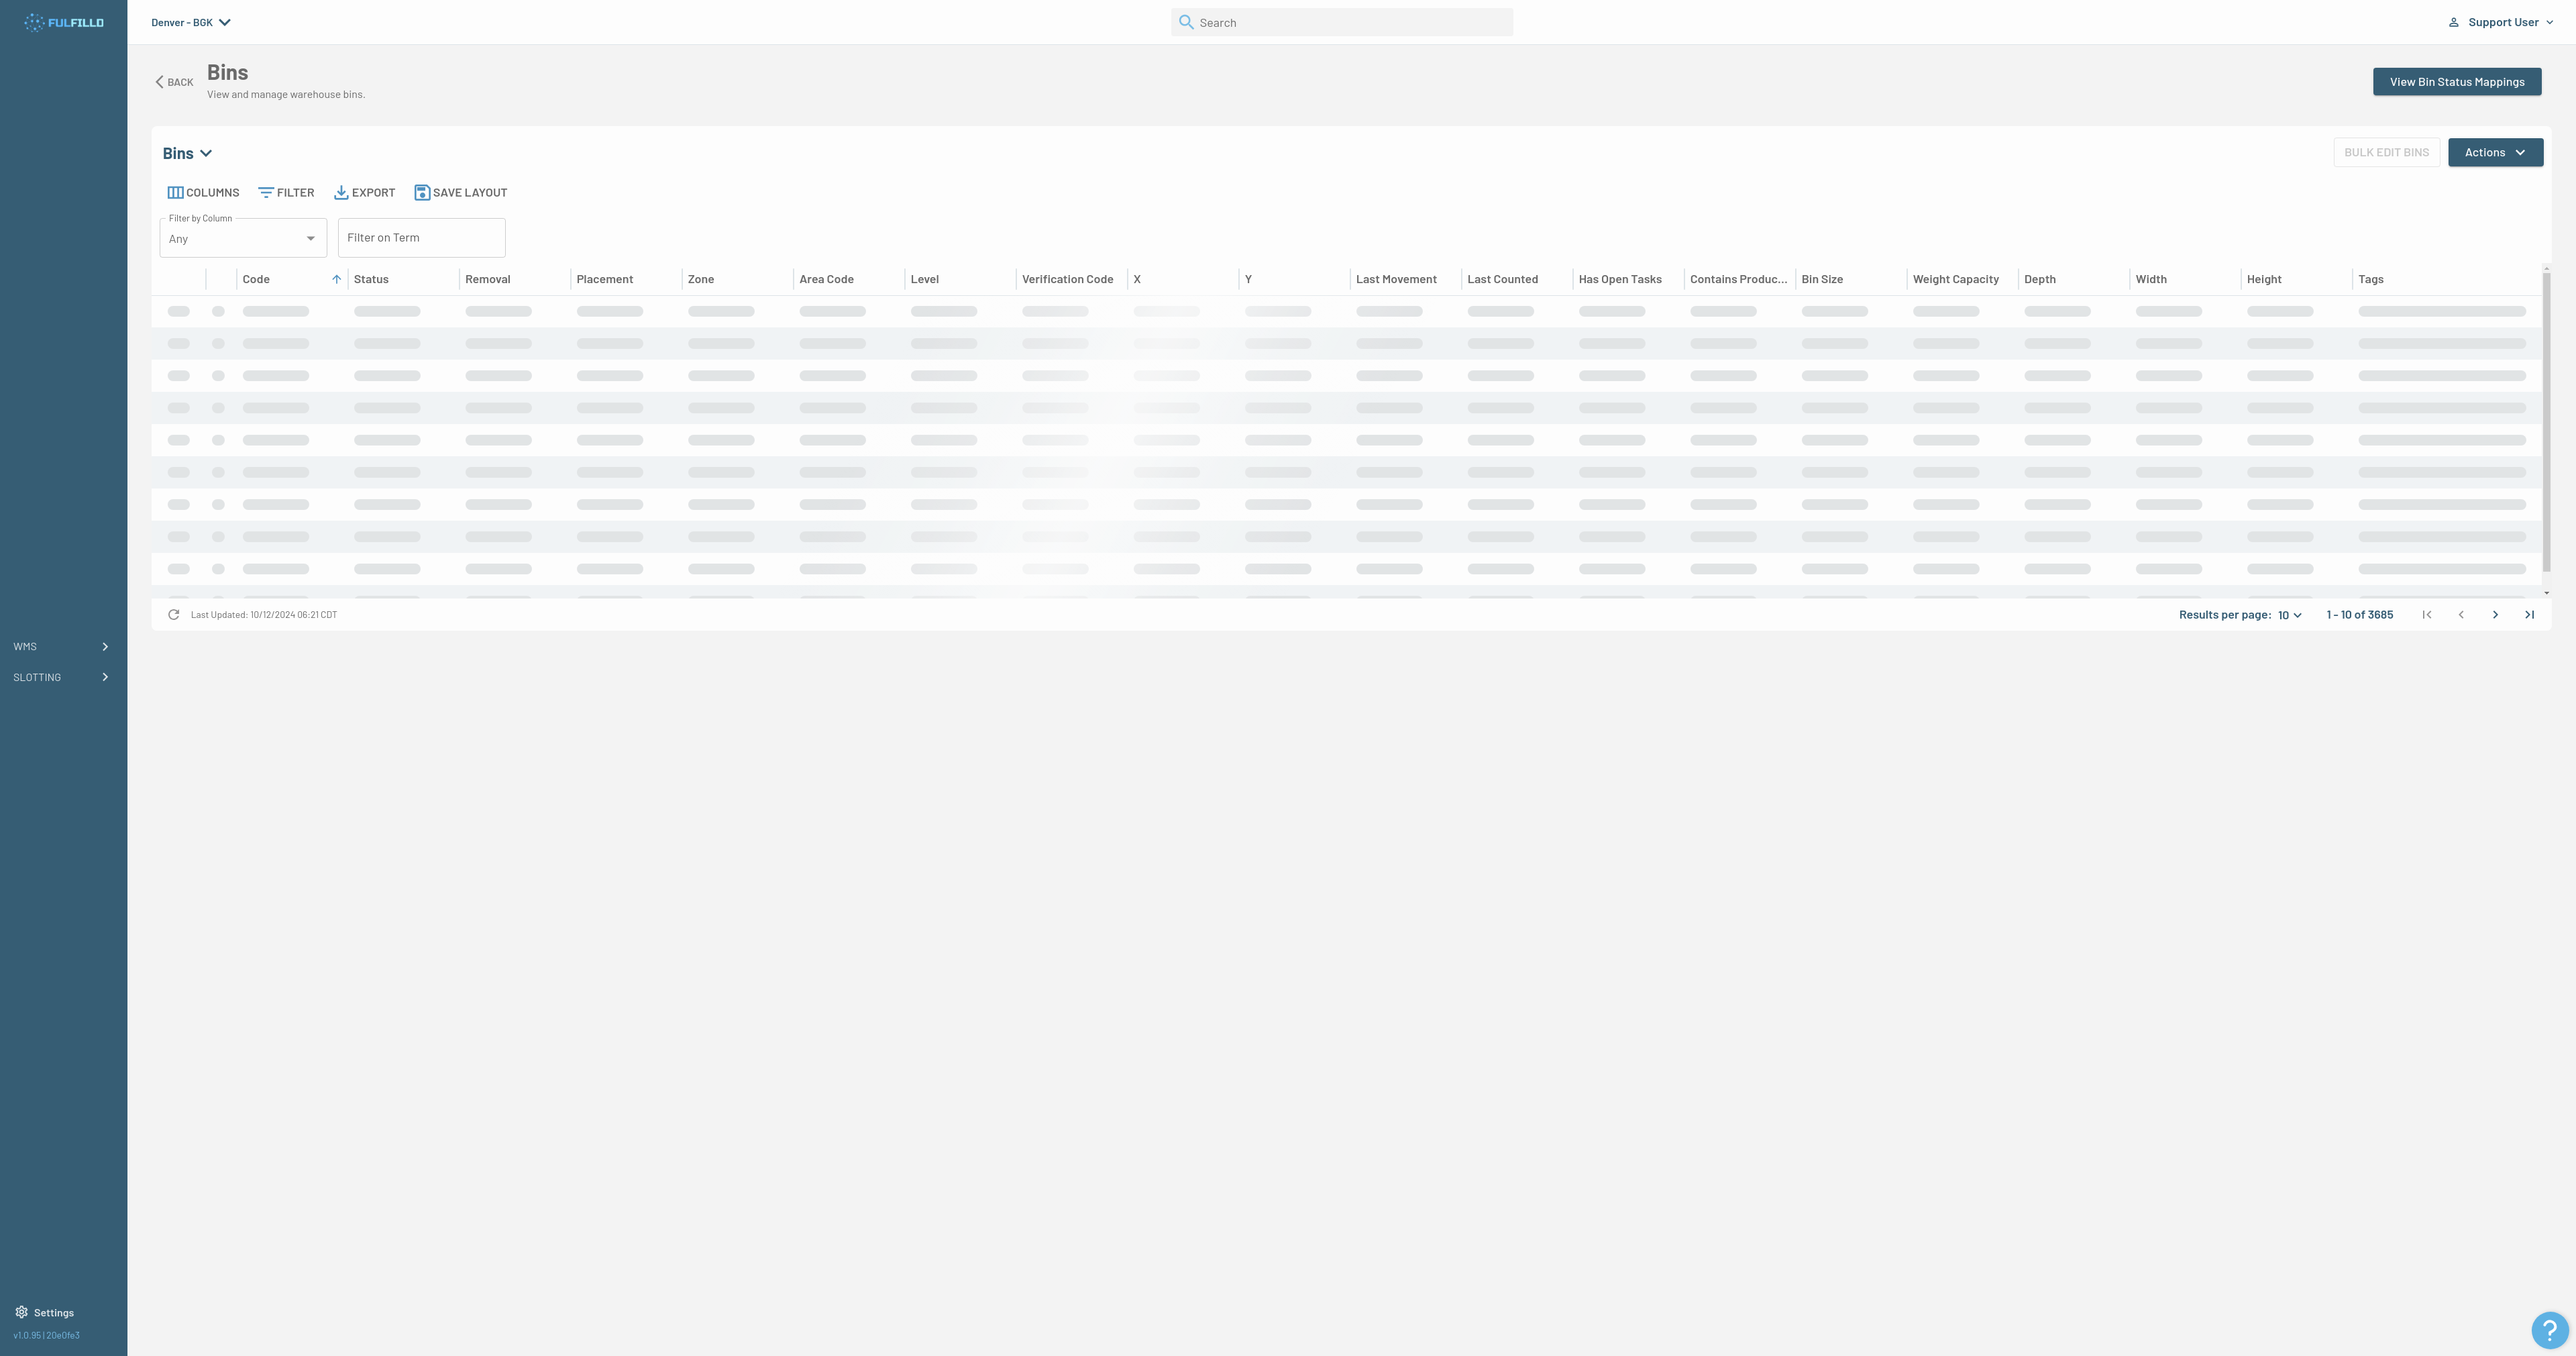 FULFILLD
Denver - BGK
Search
Support User
BACK
Bins
View and manage warehouse bins.
View Bin Status Mappings
Bins
BULK EDIT BINS
Actions
COLUMNS
FILTER
EXPORT
SAVE LAYOUT
Filter by Column
Any
Filter on Term
Code
Status
Removal
Placement
Zone
Area Code
Level
Verification Code
X
Y
Last Movement
Last Counted
Has Open Tasks
Contains Produc...
Bin Size
Weight Capacity
Depth
Width
Height
Tags
Last Updated: 10/12/2024 06:21 CDT
Results per page: 10
1 - 10 of 3685
WMS
SLOTTING
Settings
v1.0.95 | 20e0fe3